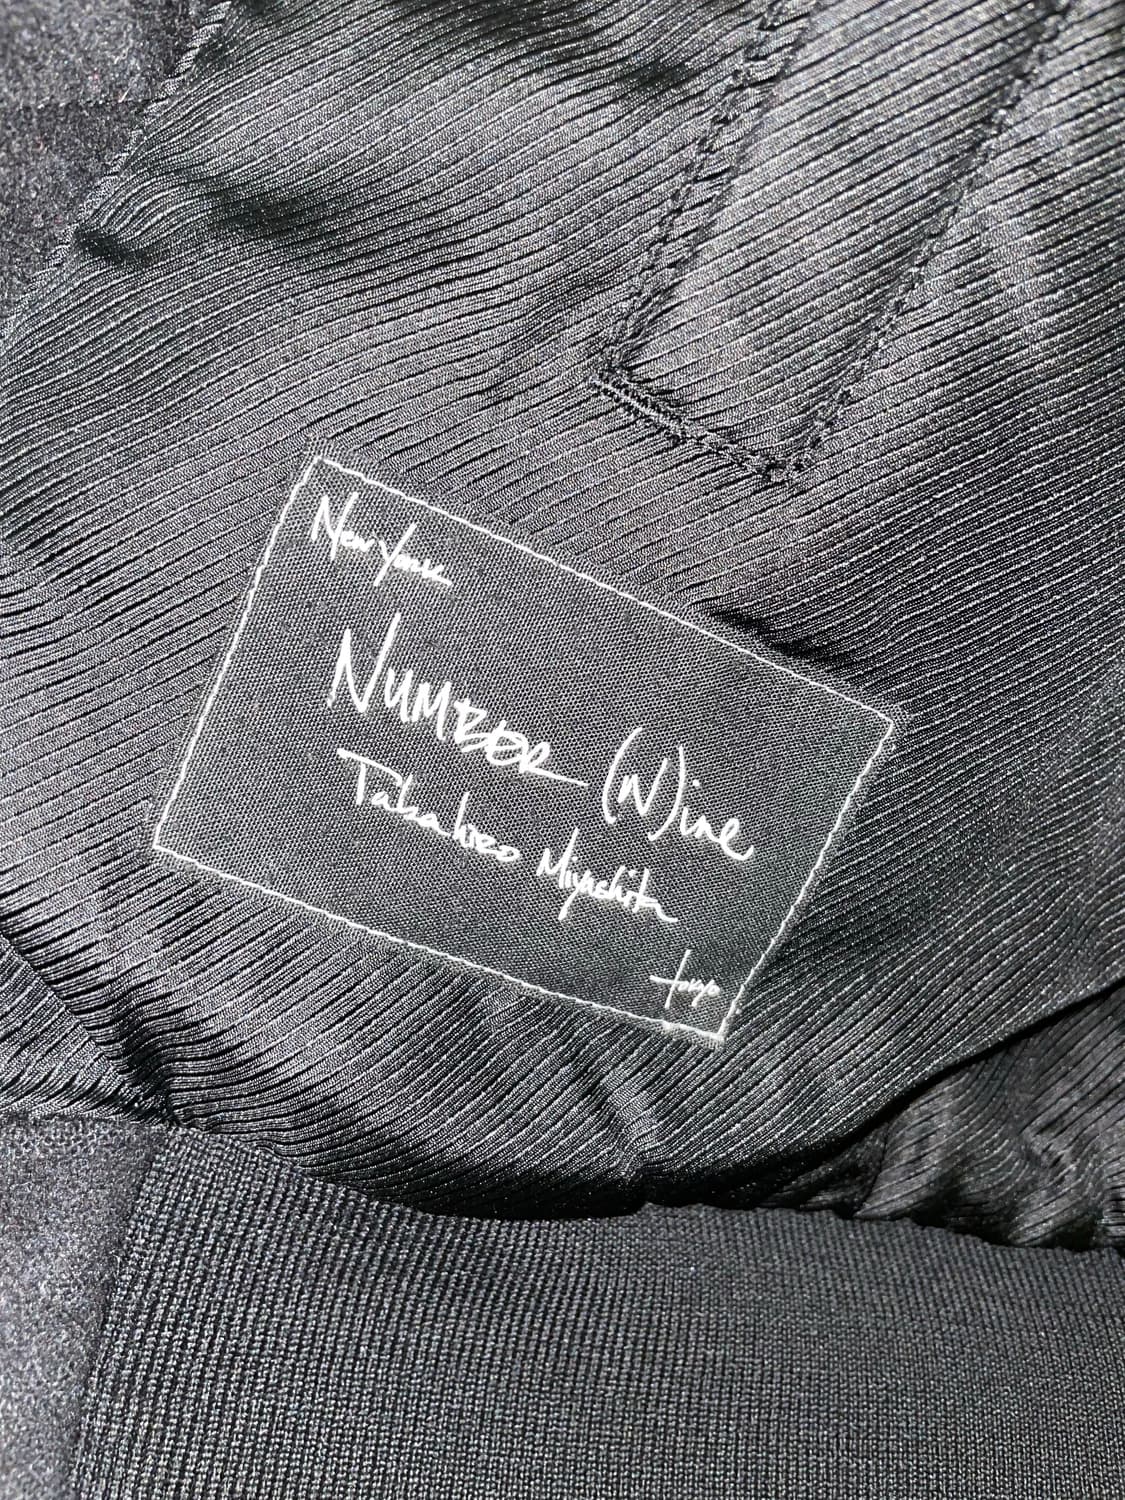 New York
NUMBER (N)ine
Takahiro Miyashita
tokyo